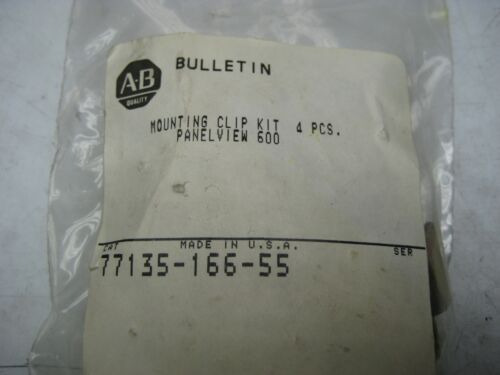 A-B
QUALITY
BULLETIN
MOUNTING CLIP KIT 4 PCS.
PANELVIEW 600
CAT MADE IN U.S.A. SER
77135-166-55